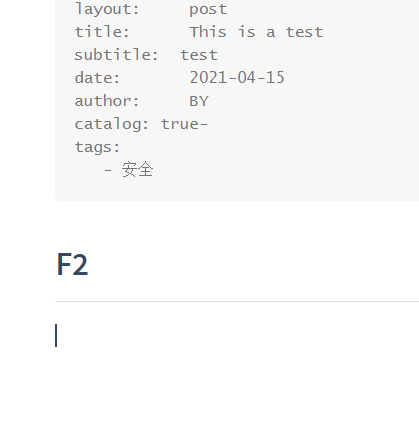 layout:     post
title:      This is a test
subtitle:  test
date:       2021-04-15
author:     BY
catalog: true-
tags:
   - 安全
F2